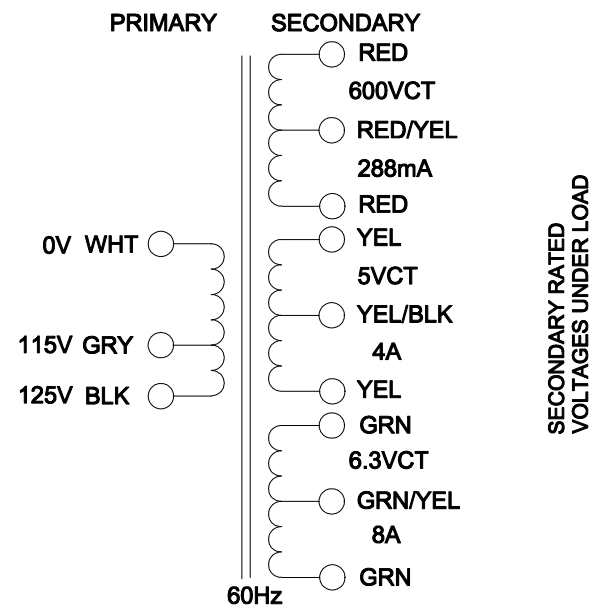 PRIMARY
SECONDARY
RED
600VCT
RED/YEL
288mA
RED
0V WHT
115V GRY
125V BLK
YEL
5VCT
YEL/BLK
4A
YEL
GRN
6.3VCT
GRN/YEL
8A
GRN
60Hz
SECONDARY RATED
VOLTAGES UNDER LOAD